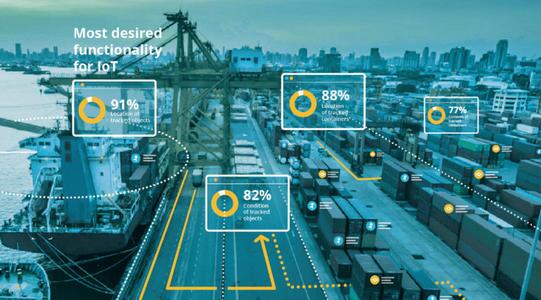 Most desired
functionality
for IoT
91%
Location of
tracked objects
88%
Location
of tracked
containers
77%
82%
Condition
of tracked
objects